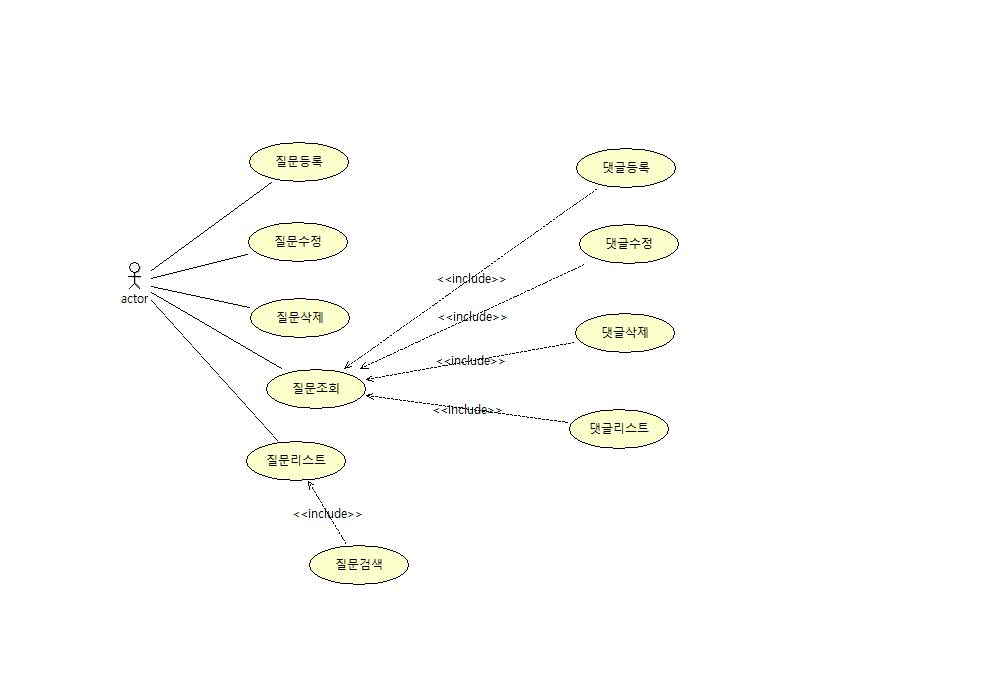 질문등록
댓글등록
질문수정
댓글수정
<<include>>
actor
질문삭제
<<include>>
댓글삭제
<<include>>
질문조회
<<include>>
댓글리스트
질문리스트
<<include>>
질문검색